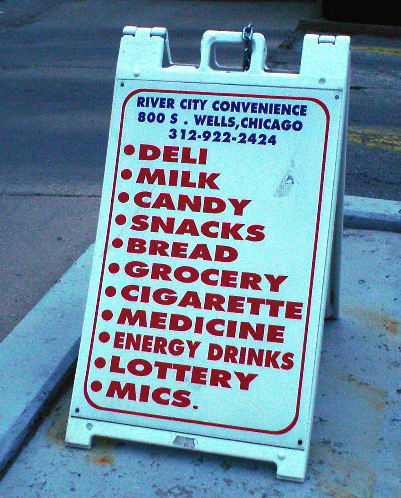 RIVER CITY CONVENIENCE
800 S . WELLS,CHICAGO
312-922-2424
•DELI
•MILK
•CANDY
•SNACKS
•BREAD
•GROCERY
•CIGARETTE
•MEDICINE
•ENERGY DRINKS
•LOTTERY
•MICS.